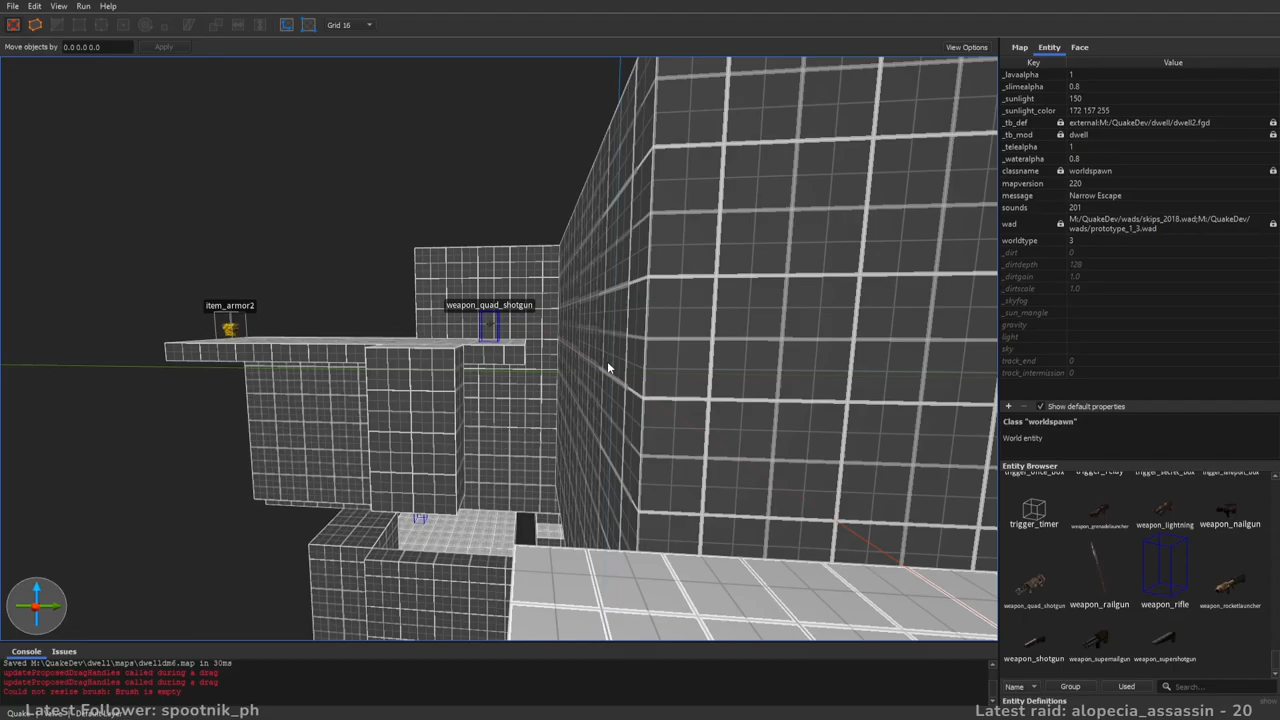 File Edit View Run Help
Grid 16
Move objects by 0.0 0.0 0.0 Apply View Options
Map Entity Face
Key Value
_lavaalpha 1
_slimealpha 0.8
_sunlight 150
_sunlight_color 172 157 255
_tb_def external:M:/QuakeDev/dwell/dwell2.fgd
_tb_mod dwell
_telealpha 1
_wateralpha 0.8
classname worldspawn
mapversion 220
message Narrow Escape
sounds 201
wad M:/QuakeDev/wads/skips_2018.wad;M:/QuakeDev/
wads/prototype_1_3.wad
worldtype 3
_dirt 0
_dirtdepth 128
_dirtgain 1.0
_dirtscale 1.0
_skyfog
_sun_mangle
gravity
light
sky
track_end 0
track_intermission 0
item_armor2
weapon_quad_shotgun
+ − Show default properties
Class "worldspawn"
World entity
Entity Browser
trigger_once_box trigger_relay trigger_secret_box trigger_teleport_box
trigger_timer weapon_grenadelauncher weapon_lightning weapon_nailgun
weapon_quad_shotgun weapon_railgun weapon_rifle weapon_rocketlauncher
weapon_shotgun weapon_supernailgun weapon_supershotgun
Name Group Used Search...
Entity Definitions show
Console Issues
Saved M:\QuakeDev\dwell\maps\dwelldm6.map in 30ms
updateProposedDragHandles called during a drag
updateProposedDragHandles called during a drag
Could not resize brush: Brush is empty
Latest Follower: spootnik_ph
Latest raid: alopecia_assassin - 20